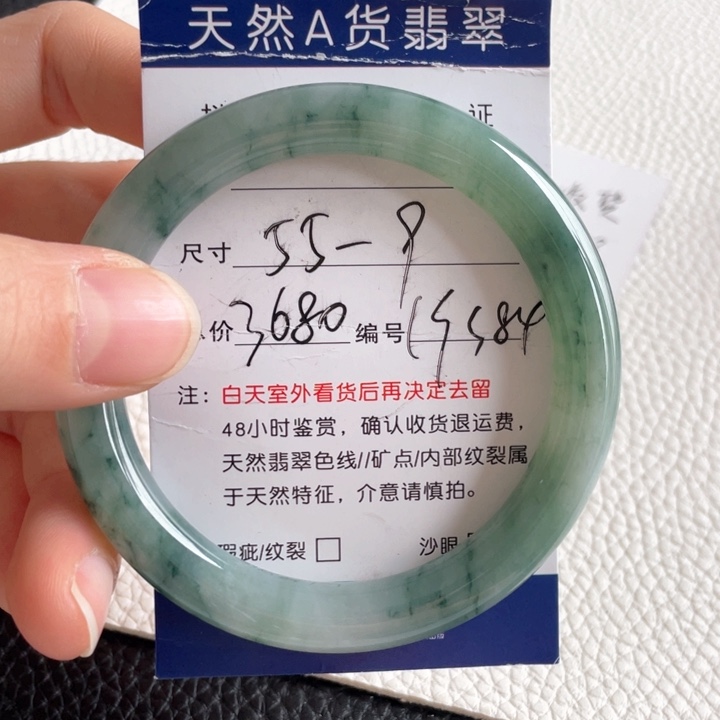 天然A货翡翠
证
尺寸 55-9
价 3680 编号
注：白天室外看货后再决定去留
48小时鉴赏，确认收货退运费，
天然翡翠色线//矿点/内部纹裂属
于天然特征，介意请慎拍。
瑕疵/纹裂 □ 沙眼